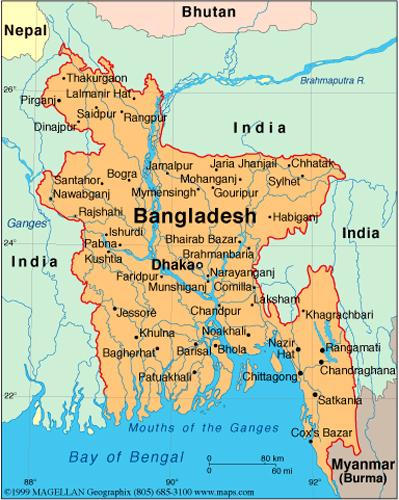 Bhutan
Nepal
Thakurgaon
Brahmaputra R.
26°
Lalmanir Hat
Pirganj
Saidpur
Rangpur
Dinajpur
India
Jamalpur
Jaria Jhanjail
Chhatak
Bogra
Mohanganj
Santahar
Sylhet
Mymensingh
Gouripur
Nawabganj
Rajshahi
Bangladesh
Habiganj
Ganges
Ishurdi
India
24°
Pabna
Bhairab Bazar
24
Kushtia
Brahmanbaria
India
Dhaka
Faridpur
Narayanganj
Munshiganj
Comilla
Laksham
Jessore
Chandpur
Khagrachbari
Khulna
Noakhali
Nazir
Hat
Rangamati
Bagherhat
Barisal
Bhola
Chandraghana
Patuakhali
Chittagong
22°
Satkania
22
Mouths of the Ganges
Cox's Bazar
Bay of Bengal
0
80 km
0
60 mi
Myanmar
(Burma)
88°
90°
92°
©1999 MAGELLAN Geographix (805) 685-3100 www.maps.com